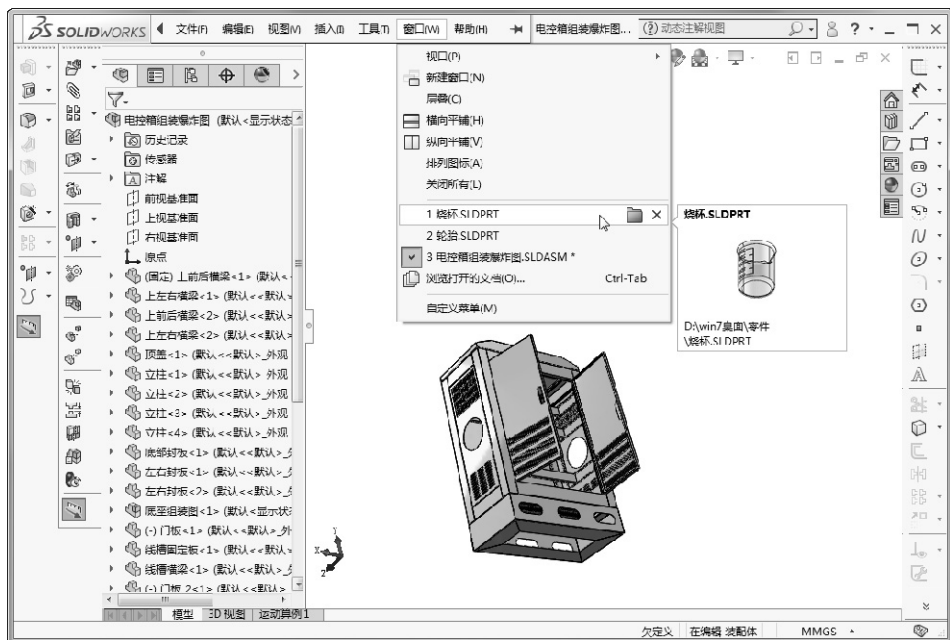 SOLIDWORKS 文件(F) 编辑(E) 视图(V) 插入(I) 工具(T) 窗口(W) 帮助(H) 电控箱组装爆炸图... 动态注解视图
视口(P)
新建窗口(N)
层叠(C)
横向平铺(H)
纵向平铺(V)
排列图标(A)
关闭所有(L)
1 烧杯.SLDPRT
2 轮胎.SLDPRT
3 电控箱组装爆炸图.SLDASM *
浏览打开的文档(O)... Ctrl-Tab
自定义菜单(M)
烧杯.SLDPRT
D:\win7桌面\零件
\烧杯.SLDPRT
电控箱组装爆炸图 (默认<显示状态
历史记录
传感器
注解
前视基准面
上视基准面
右视基准面
原点
(固定) 上前后横梁<1> (默认<
上左右横梁<1> (默认<<默认>
上前后横梁<2> (默认<<默认>
上左右横梁<2> (默认<<默认>
顶盖<1> (默认<<默认>_外观
立柱<1> (默认<<默认>_外观
立柱<2> (默认<<默认>_外观
立柱<3> (默认<<默认>_外观
立柱<4> (默认<<默认>_外观
底部封板<1> (默认<<默认>_
左右封板<1> (默认<<默认>_
左右封板<2> (默认<<默认>_
底座组装图<1> (默认<显示状
(-) 门板<1> (默认<<默认>_外
线槽固定板<1> (默认<<默认>
线槽横梁<1> (默认<<默认>_
(-) 门板 2<1> (默认<<默认>
Y
X
Z
模型 3D 视图 运动算例1
欠定义 在编辑 装配体 MMGS